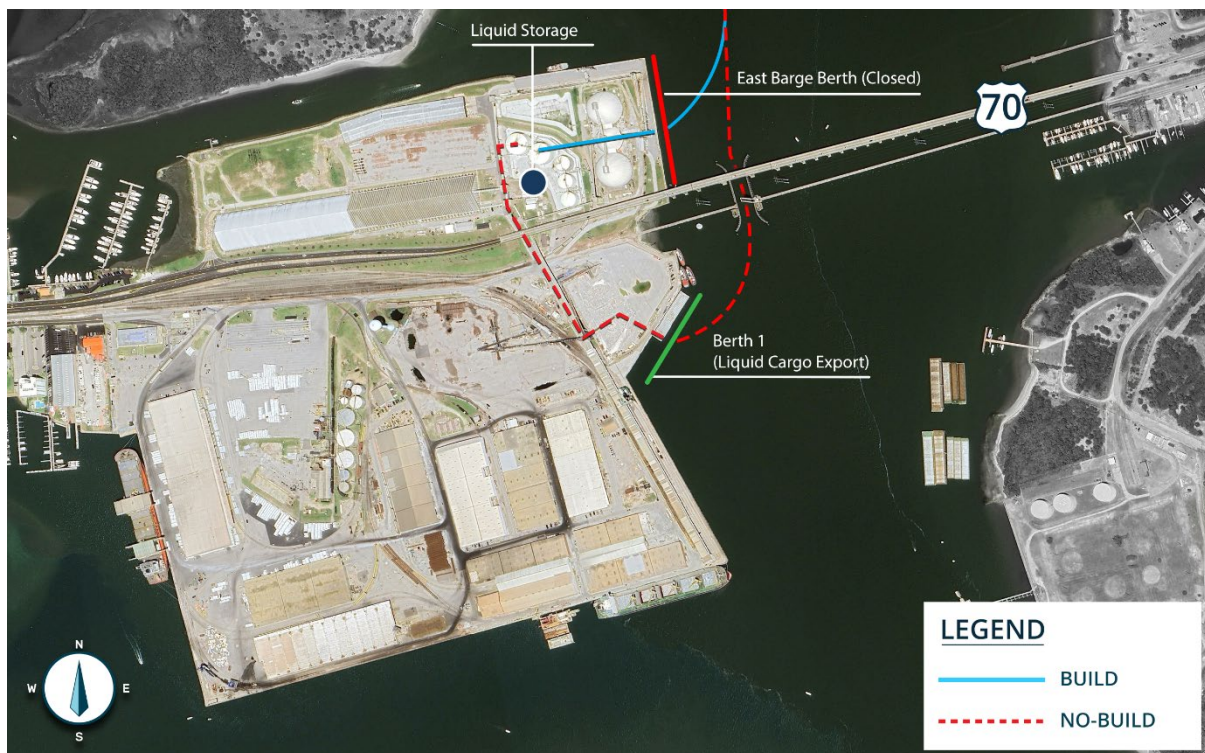 Liquid Storage
East Barge Berth (Closed)
70
Berth 1
(Liquid Cargo Export)
N
W E
S
LEGEND
BUILD
NO-BUILD